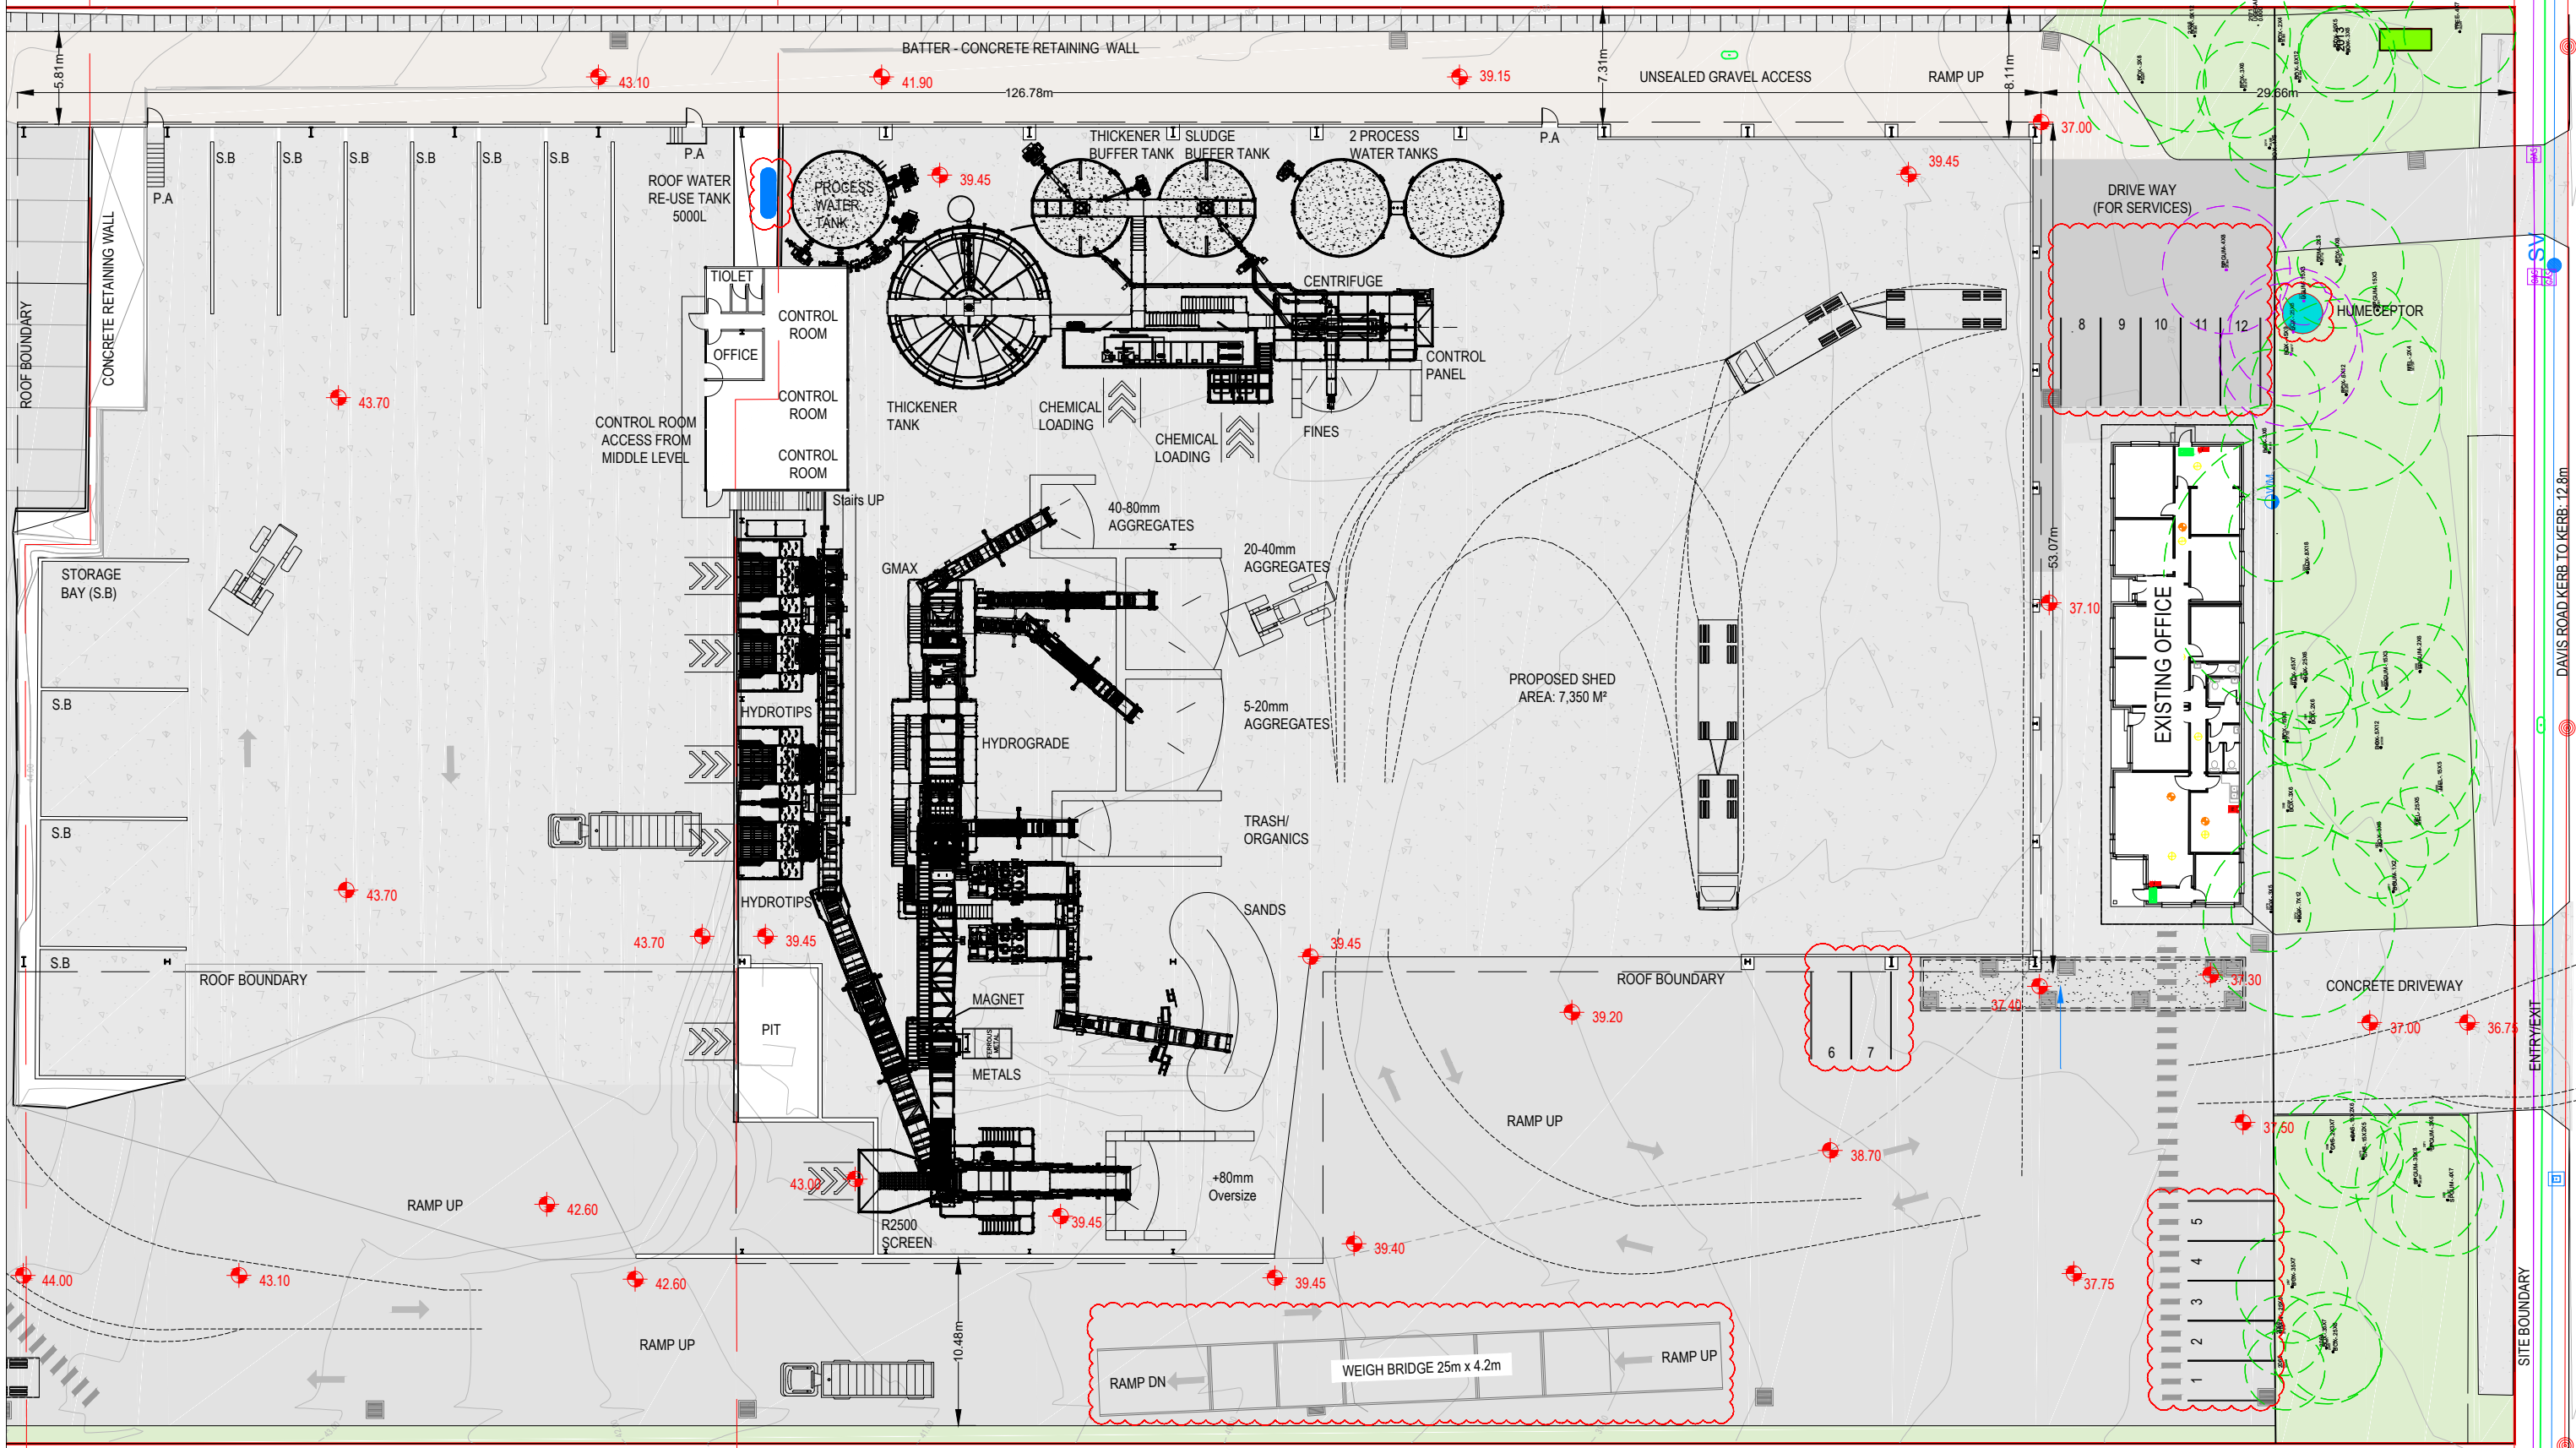 BATTER - CONCRETE RETAINING WALL
UNSEALED GRAVEL ACCESS
RAMP UP
5.81m
43.10
41.90
39.15
7.31m
8.11m
126.78m
29.66m
37.00
P.A
S.B
S.B
S.B
S.B
S.B
S.B
P.A
ROOF WATER
RE-USE TANK
5000L
PROCESS
WATER
TANK
39.45
THICKENER
BUFFER TANK
SLUDGE
BUFFER TANK
2 PROCESS
WATER TANKS
P.A
39.45
DRIVE WAY
(FOR SERVICES)
ROOF BOUNDARY
CONCRETE RETAINING WALL
TIOLET
CONTROL
ROOM
OFFICE
CONTROL
ROOM
CONTROL
ROOM
CENTRIFUGE
CONTROL
PANEL
8
9
10
11
12
HUMECEPTOR
SV
43.70
CONTROL ROOM
ACCESS FROM
MIDDLE LEVEL
THICKENER
TANK
CHEMICAL
LOADING
CHEMICAL
LOADING
FINES
Stairs UP
40-80mm
AGGREGATES
20-40mm
AGGREGATES
GMAX
STORAGE
BAY (S.B)
53.07m
37.10
EXISTING OFFICE
DAVIS ROAD KERB TO KERB: 12.8m
S.B
HYDROTIPS
HYDROGRADE
5-20mm
AGGREGATES
PROPOSED SHED
AREA: 7,350 M²
S.B
TRASH/
ORGANICS
43.70
HYDROTIPS
SANDS
43.70
39.45
39.45
S.B
ROOF BOUNDARY
ROOF BOUNDARY
37.30
37.40
CONCRETE DRIVEWAY
MAGNET
FERROUS
METAL
METALS
PIT
39.20
6
7
37.00
36.75
ENTRY/EXIT
RAMP UP
37.50
38.70
43.00
+80mm
Oversize
RAMP UP
42.60
R2500
SCREEN
39.45
39.40
44.00
43.10
42.60
39.45
37.75
5
4
3
2
1
SITE BOUNDARY
RAMP UP
10.48m
WEIGH BRIDGE 25m x 4.2m
RAMP UP
RAMP DN